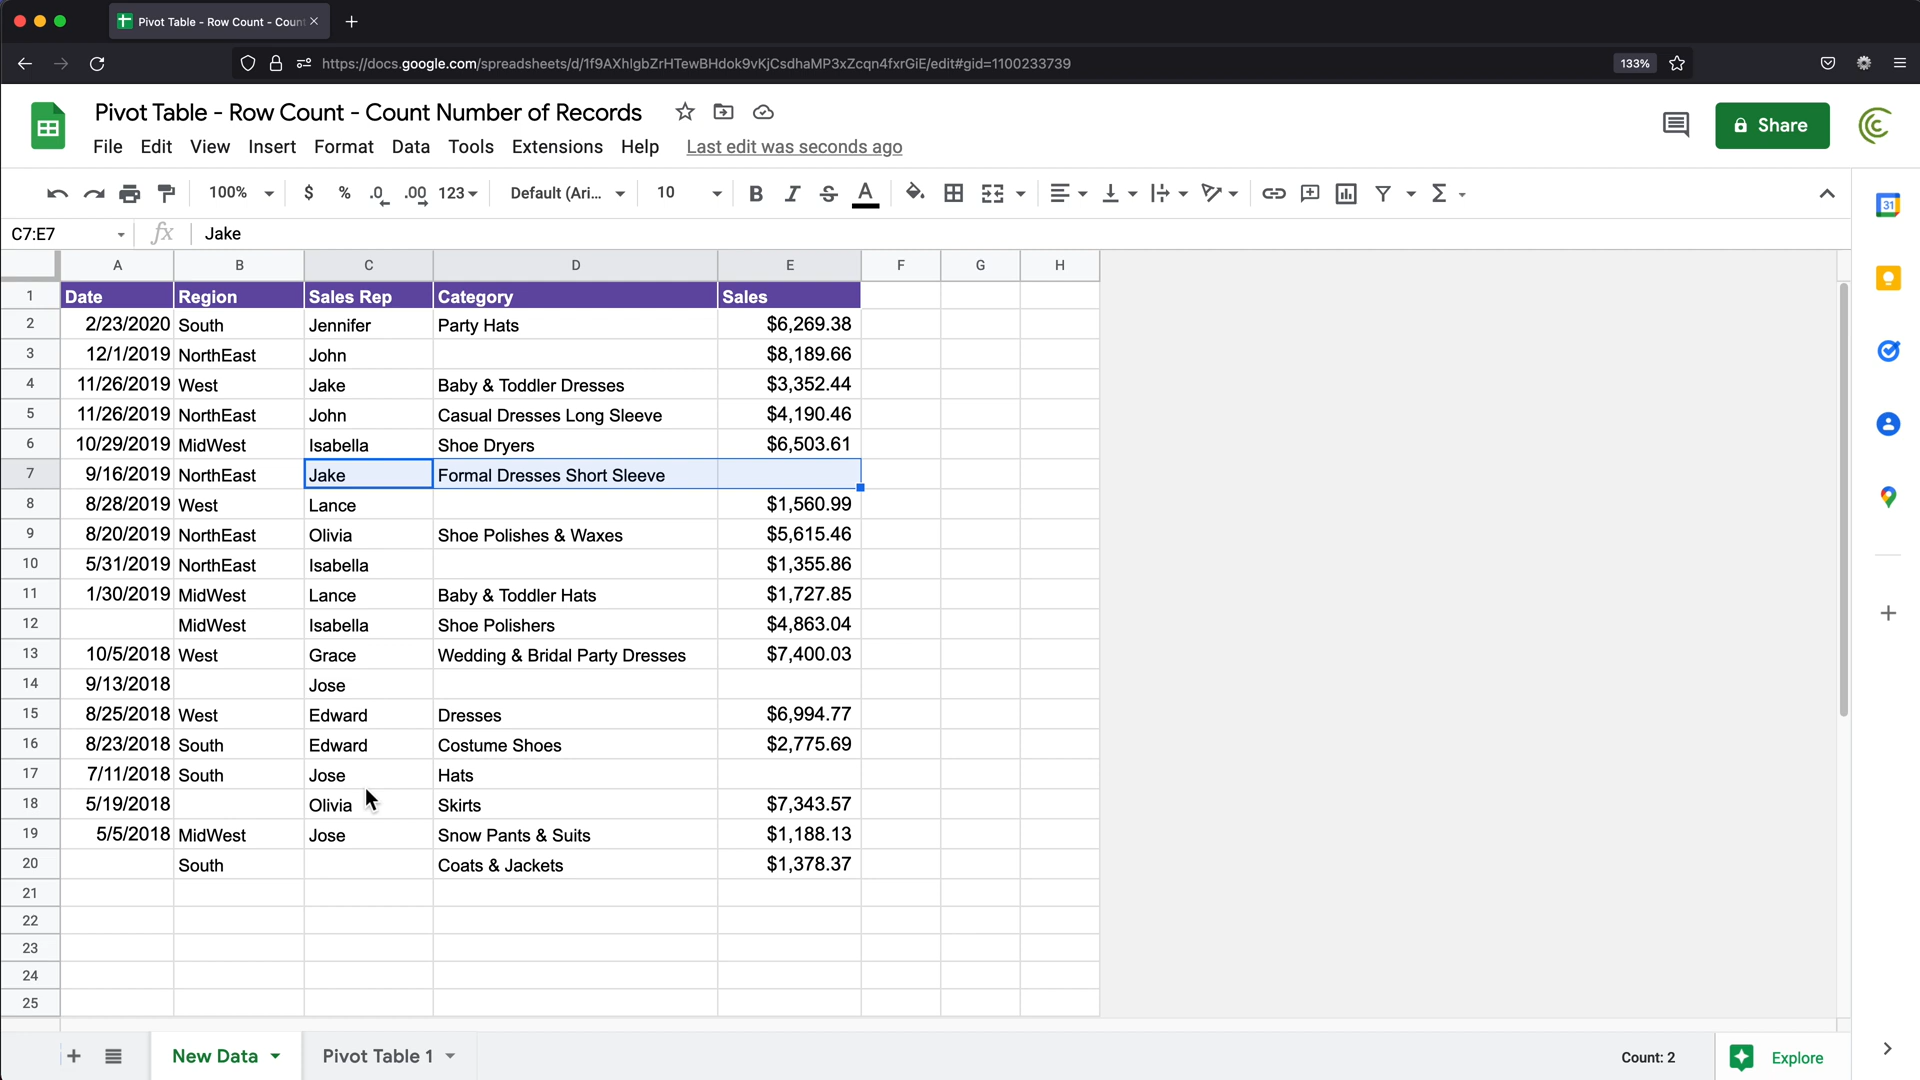 Pivot Table - Row Count - Coun
https://docs.google.com/spreadsheets/d/1f9AXhIgbZrHTewBHdok9vKjCsdhaMP3xZcqn4fxrGiE/edit#gid=1100233739
133%
Pivot Table - Row Count - Count Number of Records
Share
File Edit View Insert Format Data Tools Extensions Help Last edit was seconds ago
100% $ % .0 .00 123 Default (Ari... 10 B I S A Σ
31
C7:E7 fx Jake
A B C D E F G H
1 Date Region Sales Rep Category Sales
2 2/23/2020 South Jennifer Party Hats $6,269.38
3 12/1/2019 NorthEast John $8,189.66
4 11/26/2019 West Jake Baby & Toddler Dresses $3,352.44
5 11/26/2019 NorthEast John Casual Dresses Long Sleeve $4,190.46
6 10/29/2019 MidWest Isabella Shoe Dryers $6,503.61
7 9/16/2019 NorthEast Jake Formal Dresses Short Sleeve
8 8/28/2019 West Lance $1,560.99
9 8/20/2019 NorthEast Olivia Shoe Polishes & Waxes $5,615.46
10 5/31/2019 NorthEast Isabella $1,355.86
11 1/30/2019 MidWest Lance Baby & Toddler Hats $1,727.85
12 MidWest Isabella Shoe Polishers $4,863.04
13 10/5/2018 West Grace Wedding & Bridal Party Dresses $7,400.03
14 9/13/2018 Jose
15 8/25/2018 West Edward Dresses $6,994.77
16 8/23/2018 South Edward Costume Shoes $2,775.69
17 7/11/2018 South Jose Hats
18 5/19/2018 Olivia Skirts $7,343.57
19 5/5/2018 MidWest Jose Snow Pants & Suits $1,188.13
20 South Coats & Jackets $1,378.37
21
22
23
24
25
New Data Pivot Table 1 Count: 2 Explore